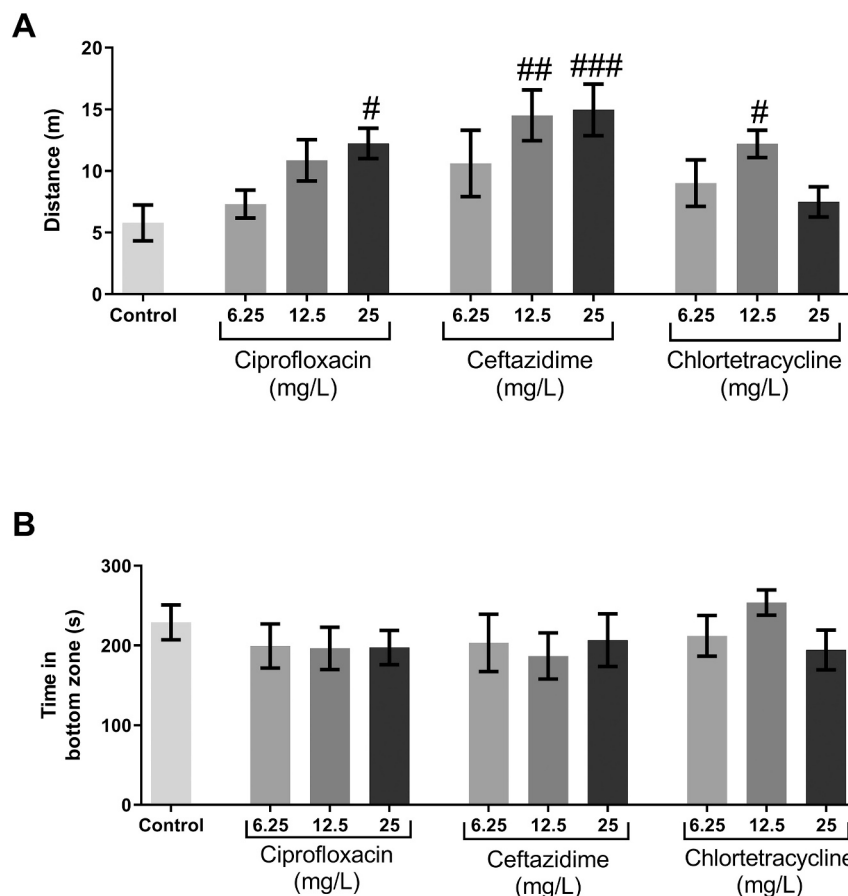 A
20
15
10
5
0
Distance (m)
# ## ### #
Control 6.25 12.5 25 6.25 12.5 25 6.25 12.5 25
Ciprofloxacin Ceftazidime Chlortetracycline
(mg/L) (mg/L) (mg/L)
B
300
200
100
0
Time in
bottom zone (s)
Control 6.25 12.5 25 6.25 12.5 25 6.25 12.5 25
Ciprofloxacin Ceftazidime Chlortetracycline
(mg/L) (mg/L) (mg/L)